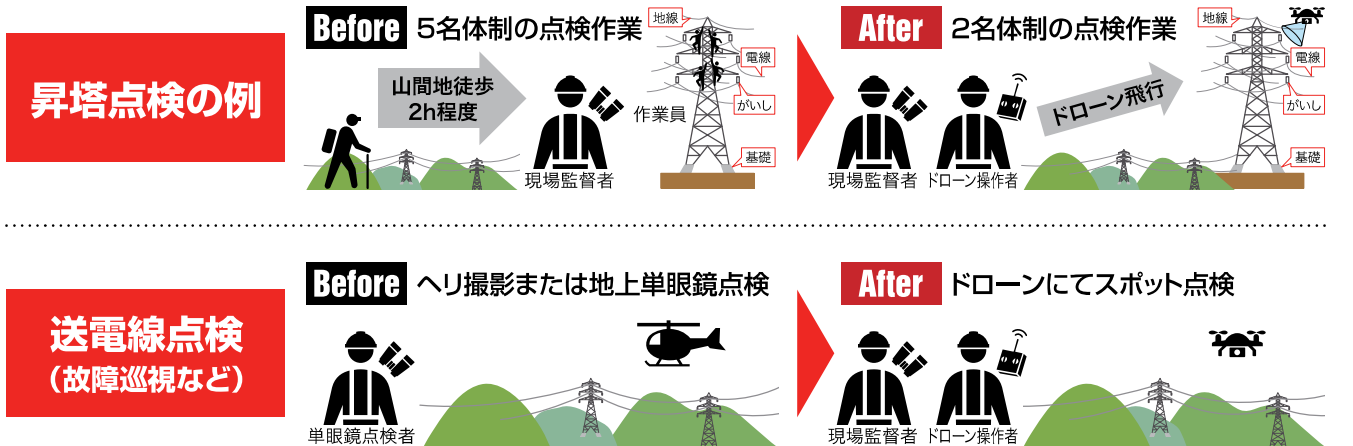 昇塔点検の例
Before 5名体制の点検作業
山間地徒歩
2h程度
現場監督者
作業員
地線
電線
がいし
基礎
After 2名体制の点検作業
現場監督者
ドローン操作者
ドローン飛行
地線
電線
がいし
基礎
送電線点検
（故障巡視など）
Before ヘリ撮影または地上単眼鏡点検
単眼鏡点検者
After ドローンにてスポット点検
現場監督者
ドローン操作者